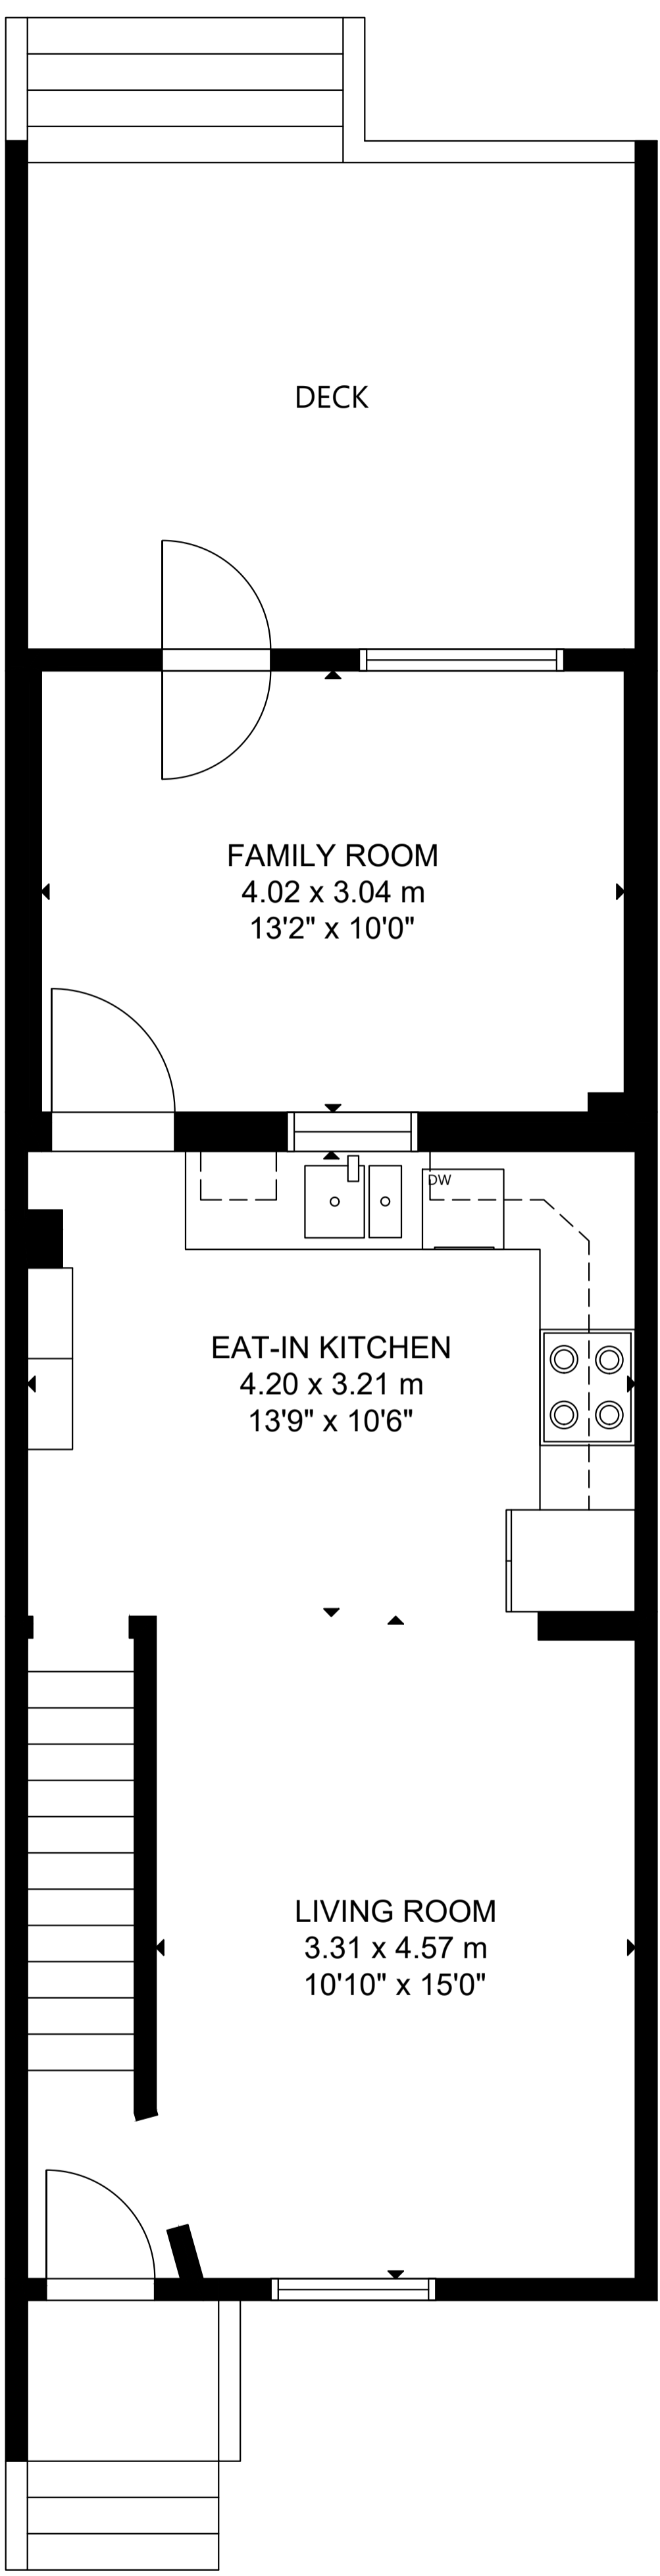 DECK
FAMILY ROOM
4.02 x 3.04 m
13'2" x 10'0"
DW
EAT-IN KITCHEN
4.20 x 3.21 m
13'9" x 10'6"
LIVING ROOM
3.31 x 4.57 m
10'10" x 15'0"